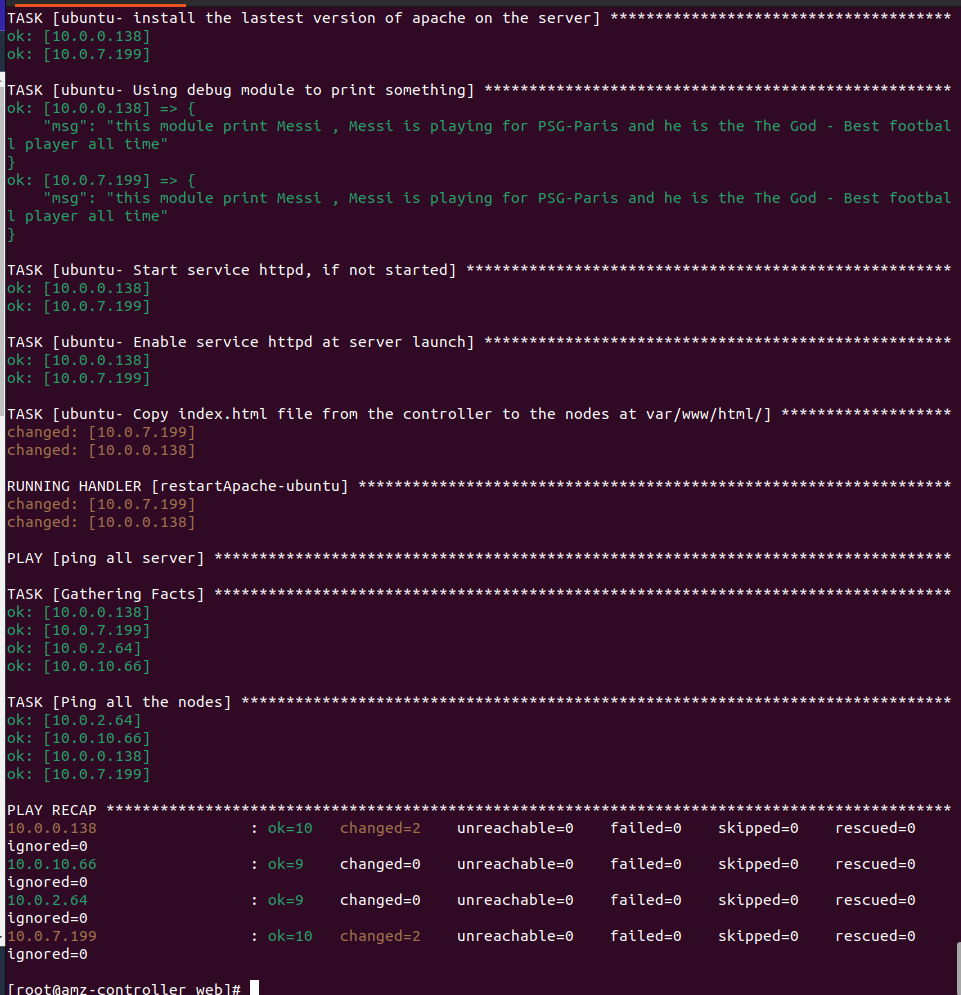 TASK [ubuntu- install the lastest version of apache on the server] **************************************
ok: [10.0.0.138]
ok: [10.0.7.199]
TASK [ubuntu- Using debug module to print something] ****************************************************
ok: [10.0.0.138] => {
"msg": "this module print Messi , Messi is playing for PSG-Paris and he is the The God - Best footbal
l player all time"
}
ok: [10.0.7.199] => {
"msg": "this module print Messi , Messi is playing for PSG-Paris and he is the The God - Best footbal
l player all time"
}
TASK [ubuntu- Start service httpd, if not started] ******************************************************
ok: [10.0.0.138]
ok: [10.0.7.199]
TASK [ubuntu- Enable service httpd at server launch] ****************************************************
ok: [10.0.0.138]
ok: [10.0.7.199]
TASK [ubuntu- Copy index.html file from the controller to the nodes at var/www/html/] *******************
changed: [10.0.7.199]
changed: [10.0.0.138]
RUNNING HANDLER [restartApache-ubuntu] ******************************************************************
changed: [10.0.7.199]
changed: [10.0.0.138]
PLAY [ping all server] **********************************************************************************
TASK [Gathering Facts] **********************************************************************************
ok: [10.0.0.138]
ok: [10.0.7.199]
ok: [10.0.2.64]
ok: [10.0.10.66]
TASK [Ping all the nodes] *******************************************************************************
ok: [10.0.2.64]
ok: [10.0.10.66]
ok: [10.0.0.138]
ok: [10.0.7.199]
PLAY RECAP **********************************************************************************************
10.0.0.138 : ok=10 changed=2 unreachable=0 failed=0 skipped=0 rescued=0
ignored=0
10.0.10.66 : ok=9 changed=0 unreachable=0 failed=0 skipped=0 rescued=0
ignored=0
10.0.2.64 : ok=9 changed=0 unreachable=0 failed=0 skipped=0 rescued=0
ignored=0
10.0.7.199 : ok=10 changed=2 unreachable=0 failed=0 skipped=0 rescued=0
ignored=0
[root@amz-controller web]#